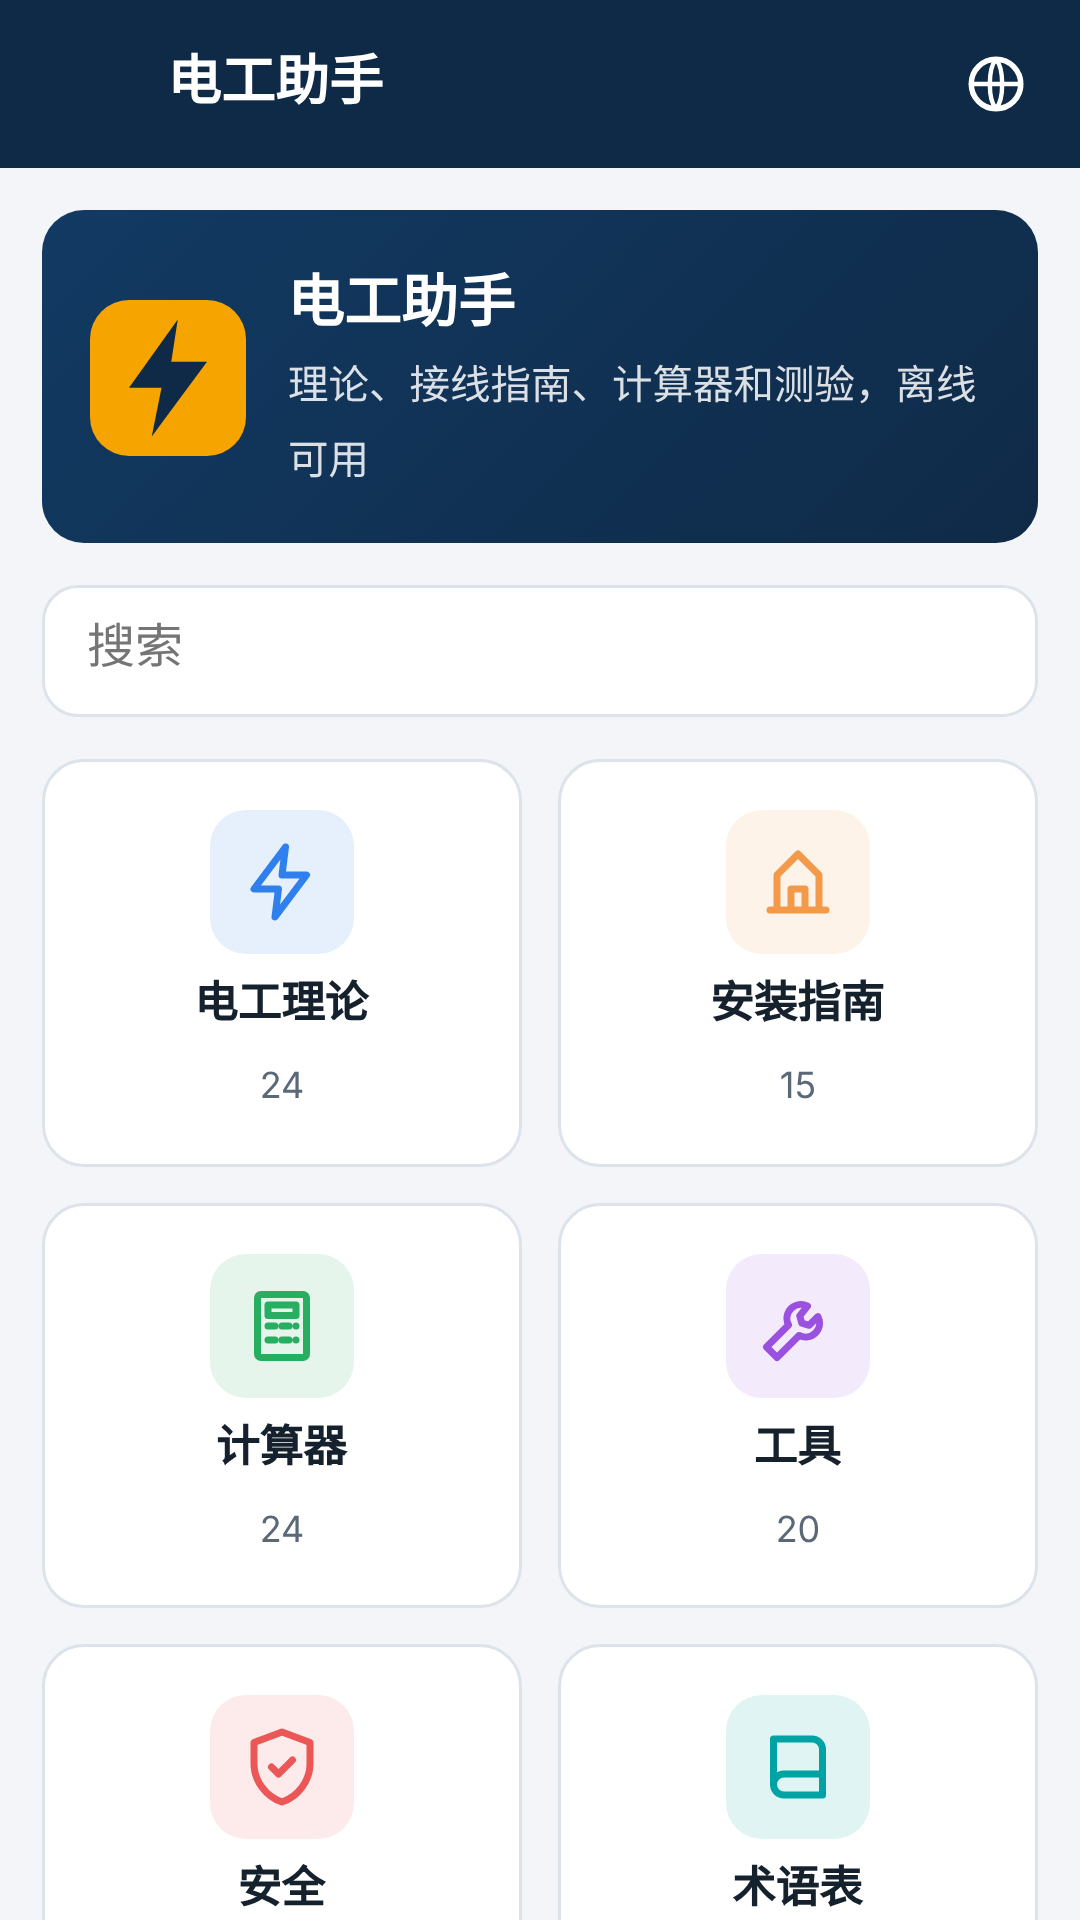 电工助手
电工助手
理论、接线指南、计算器和测验，离线
可用
搜索
电工理论
24
安装指南
15
计算器
24
工具
20
安全
术语表